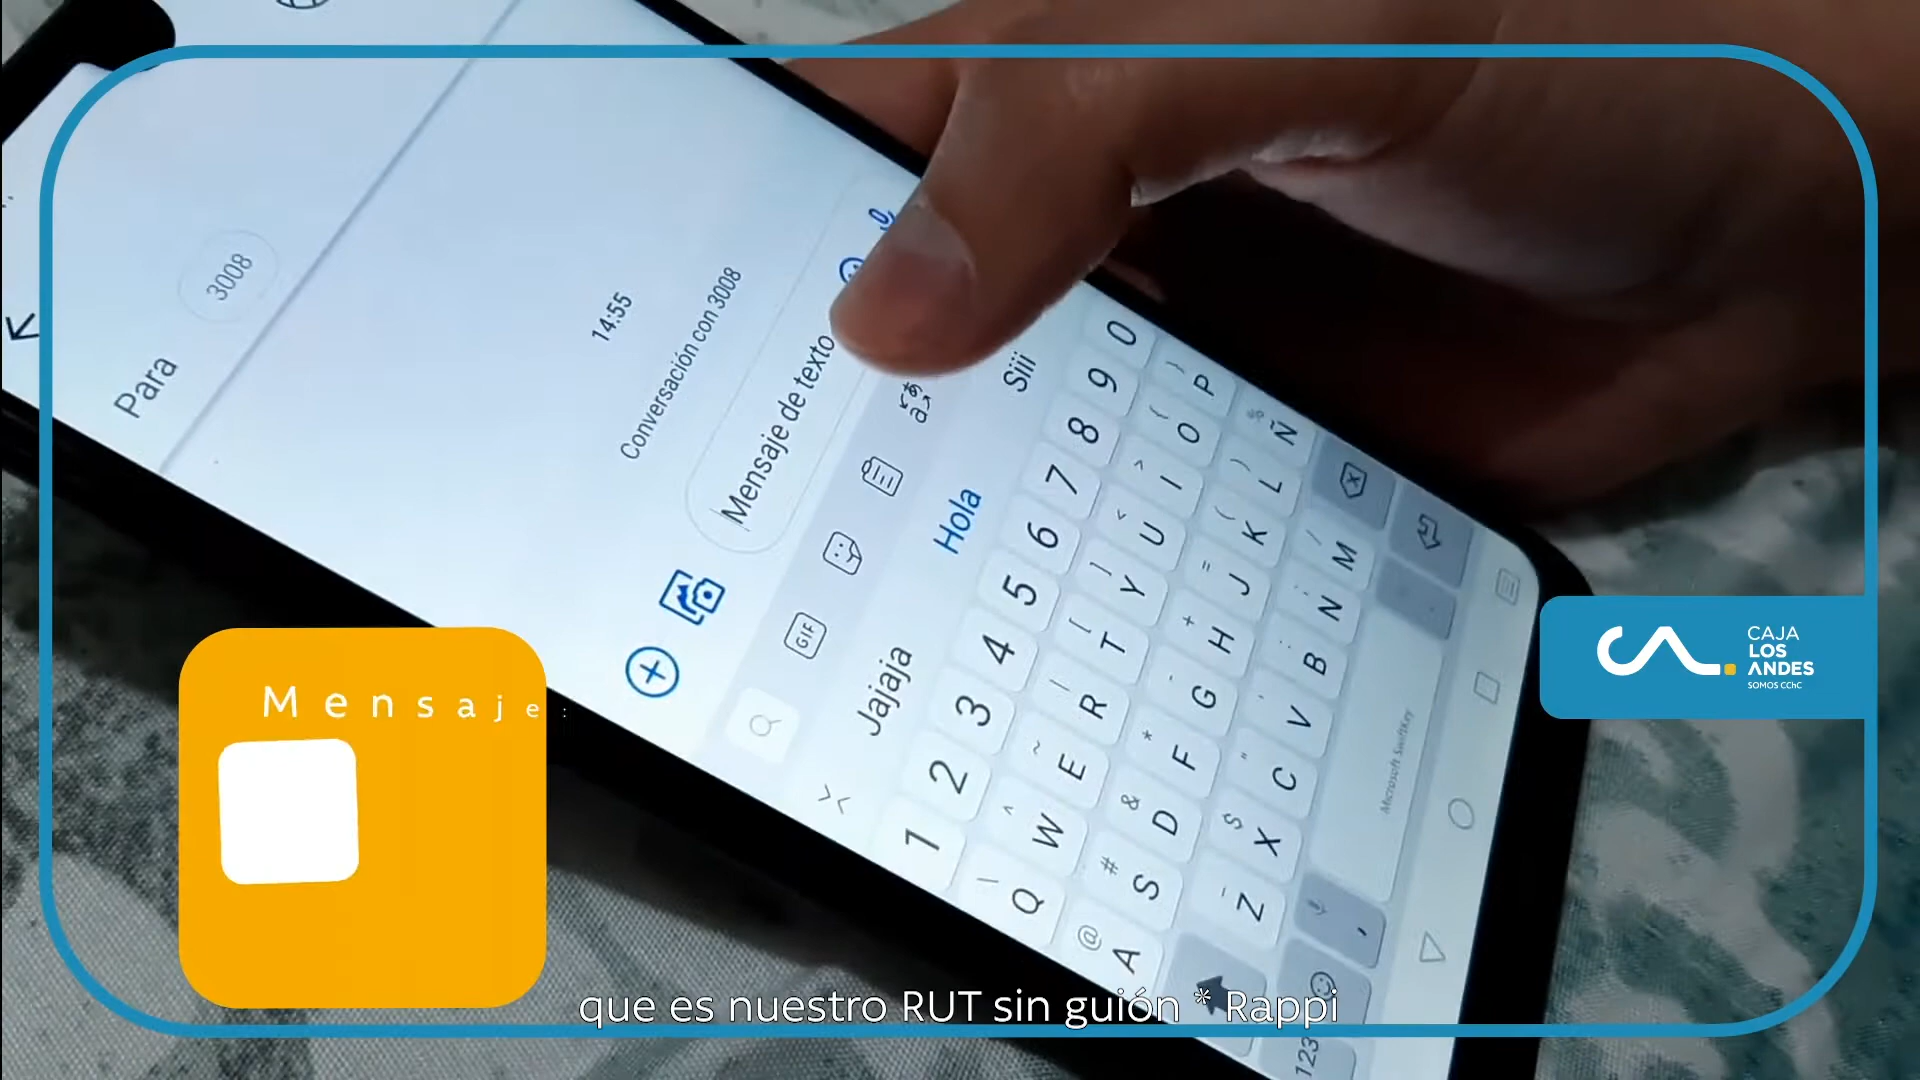 Para
3008
14:55
Conversación con 3008
Mensaje de texto
GIF
Jajaja
Hola
Siii
1 2 3 4 5 6 7 8 9 0
Q W E R T Y U I O P
A S D F G H J K L Ñ
Z X C V B N M
123
,
Microsoft SwiftKey
Mensaje:
CAJA
LOS
ANDES
SOMOS CChC
que es nuestro RUT sin guión * Rappi